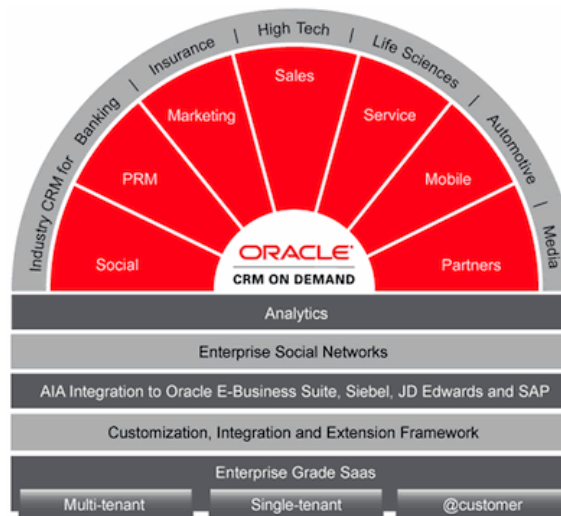 Industry CRM for Banking | Insurance | High Tech | Life Sciences | Automotive | Media
Social
PRM
Marketing
Sales
Service
Mobile
Partners
ORACLE®
CRM ON DEMAND
Analytics
Enterprise Social Networks
AIA Integration to Oracle E-Business Suite, Siebel, JD Edwards and SAP
Customization, Integration and Extension Framework
Enterprise Grade Saas
Multi-tenant
Single-tenant
@customer